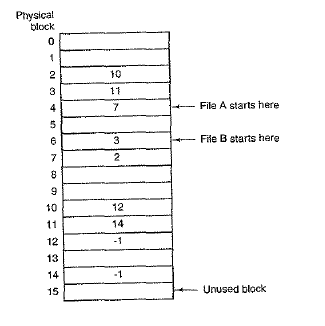 Physical
block
0
1
2 10
3 11
4 7 File A starts here
5
6 3 File B starts here
7 2
8
9
10 12
11 14
12 -1
13
14 -1
15 Unused block